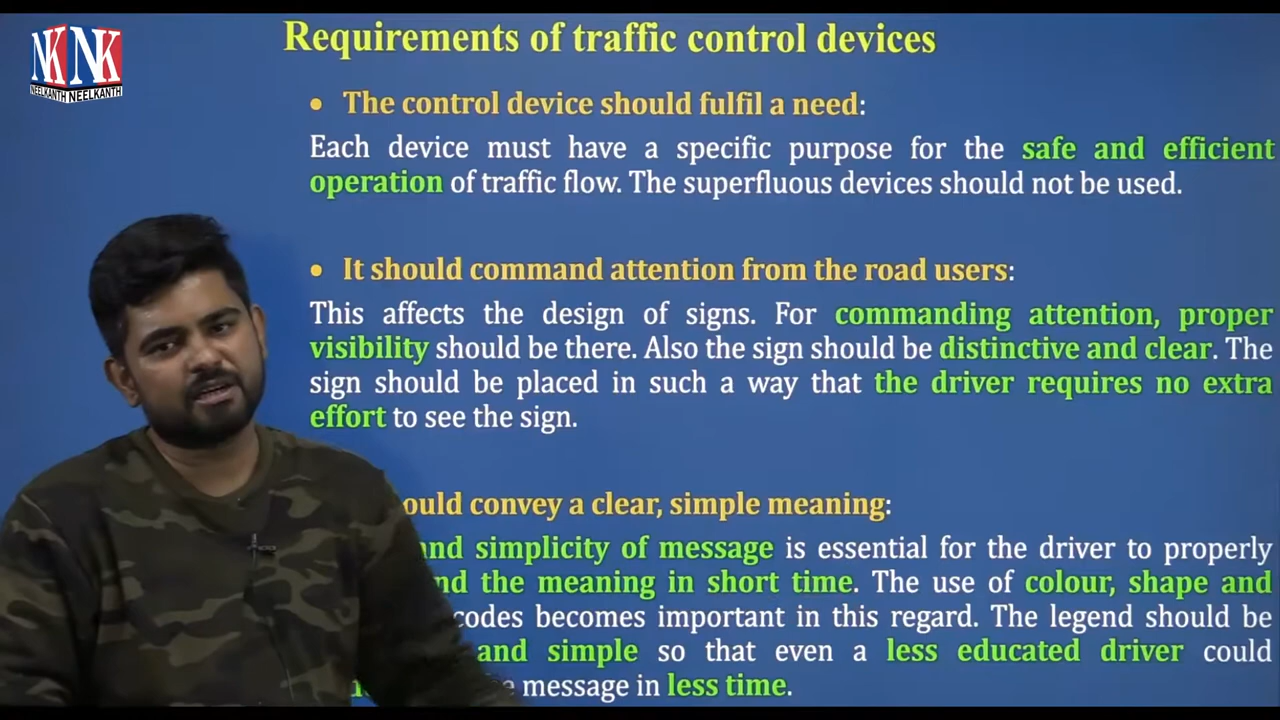 NKNK
NEELKANTH NEELKANTH
Requirements of traffic control devices
• The control device should fulfil a need:
Each device must have a specific purpose for the safe and efficient
operation of traffic flow. The superfluous devices should not be used.
• It should command attention from the road users:
This affects the design of signs. For commanding attention, proper
visibility should be there. Also the sign should be distinctive and clear. The
sign should be placed in such a way that the driver requires no extra
effort to see the sign.
ould convey a clear, simple meaning:
nd simplicity of message is essential for the driver to properly
nd the meaning in short time. The use of colour, shape and
codes becomes important in this regard. The legend should be
and simple so that even a less educated driver could
message in less time.